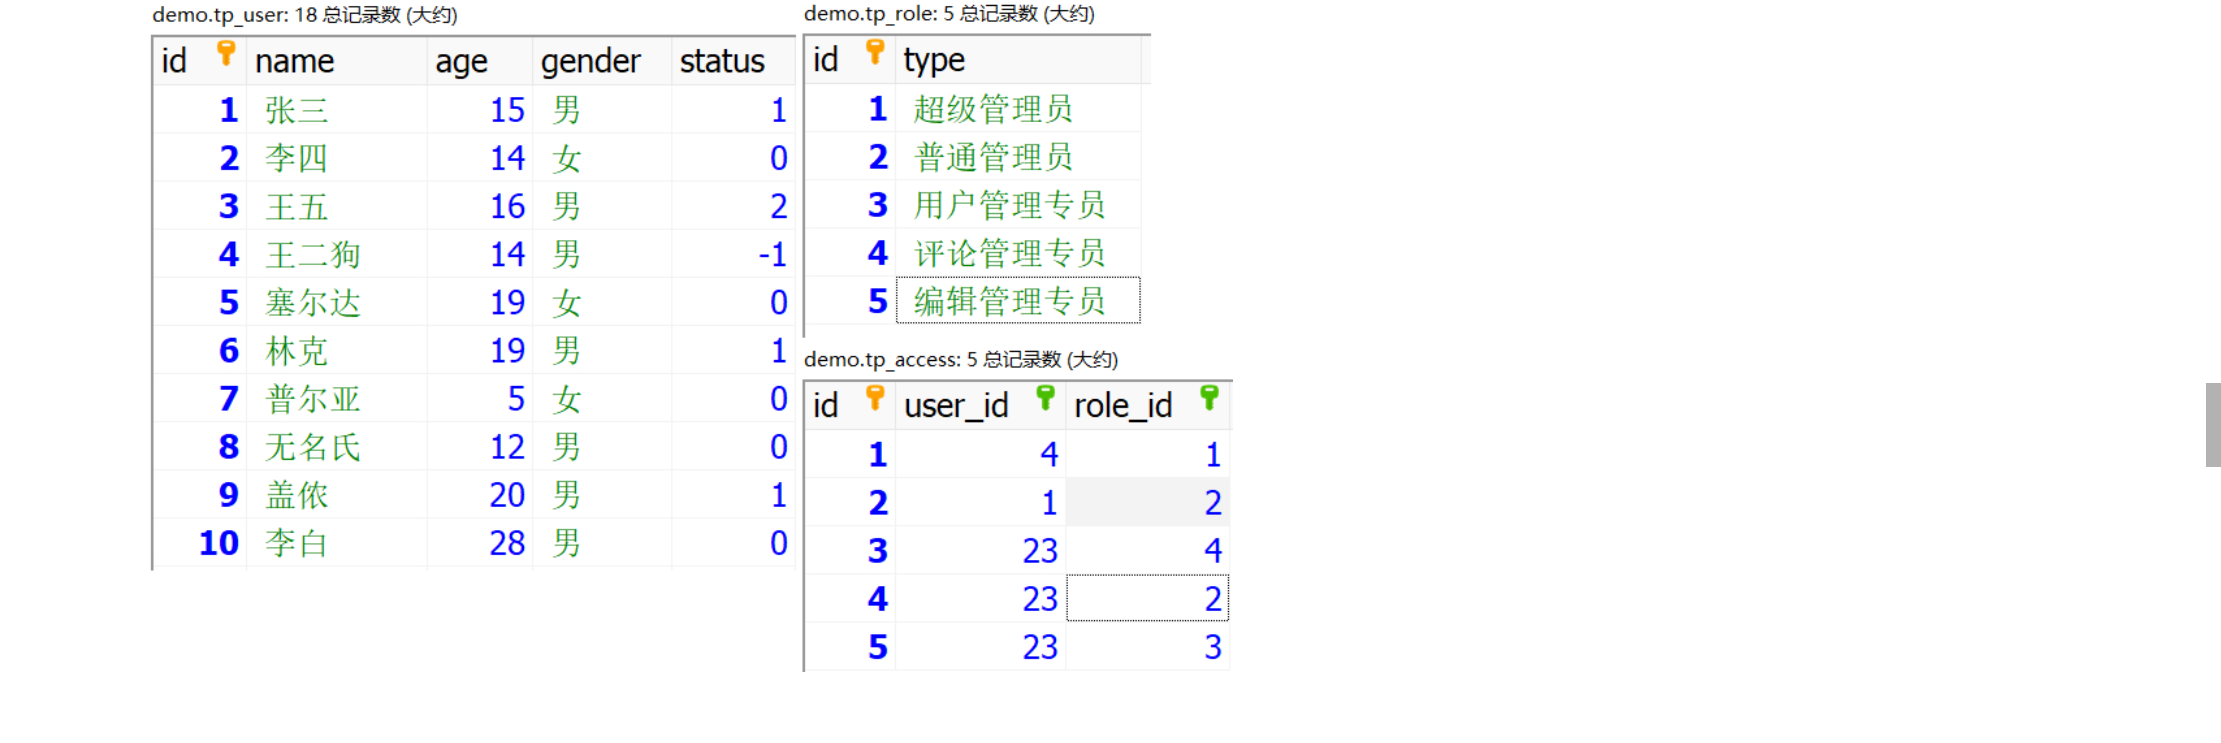 demo.tp_user: 18 总记录数 (大约)
id name age gender status
1 张三 15 男 1
2 李四 14 女 0
3 王五 16 男 2
4 王二狗 14 男 -1
5 塞尔达 19 女 0
6 林克 19 男 1
7 普尔亚 5 女 0
8 无名氏 12 男 0
9 盖侬 20 男 1
10 李白 28 男 0
demo.tp_role: 5 总记录数 (大约)
id type
1 超级管理员
2 普通管理员
3 用户管理专员
4 评论管理专员
5 编辑管理专员
demo.tp_access: 5 总记录数 (大约)
id user_id role_id
1 4 1
2 1 2
3 23 4
4 23 2
5 23 3